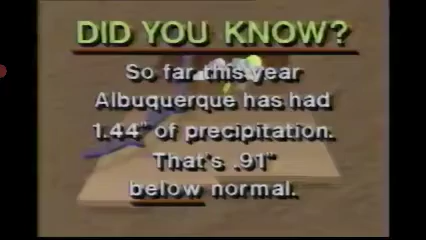 DID YOU KNOW?
So far this year
Albuquerque has had
1.44" of precipitation.
That's .91"
below normal.